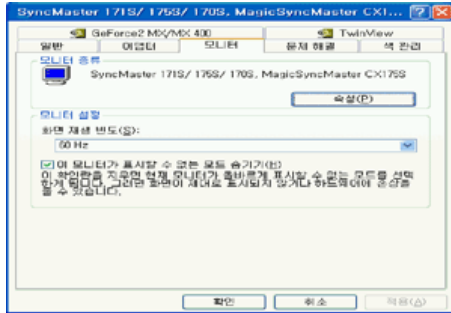 SyncMaster 171S/ 175S/ 170S, MagicSyncMaster CX1...
GeForce2 MX/MX 400
TwinView
일반
어댑터
모니터
문제 해결
색 관리
모니터 종류
SyncMaster 171S/ 175S/ 170S, MagicSyncMaster CX175S
속성(P)
모니터 설정
화면 재생 빈도(S):
60 Hz
이 모니터가 표시할 수 없는 모드 숨기기(H)
이 확인란을 지우면 현재 모니터가 올바르게 표시할 수 없는 모드를 선택
하게 됩니다. 그러면 화면이 제대로 표시되지 않거나 하드웨어에 손상을
줄 수 있습니다.
확인
취소
적용(A)